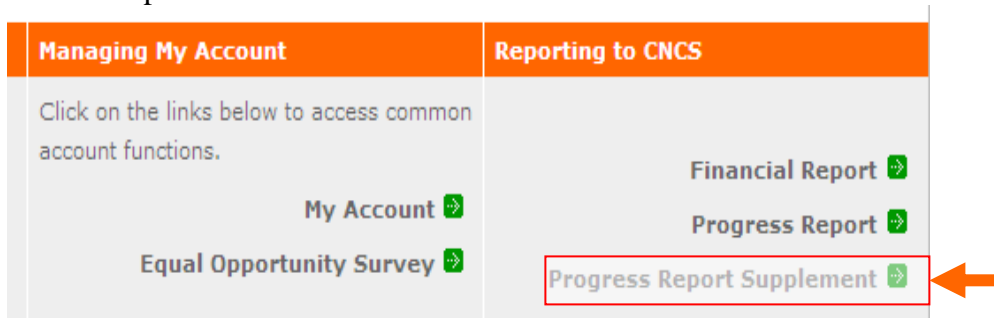 Managing My Account
Click on the links below to access common
account functions.
My Account
Equal Opportunity Survey
Reporting to CNCS
Financial Report
Progress Report
Progress Report Supplement